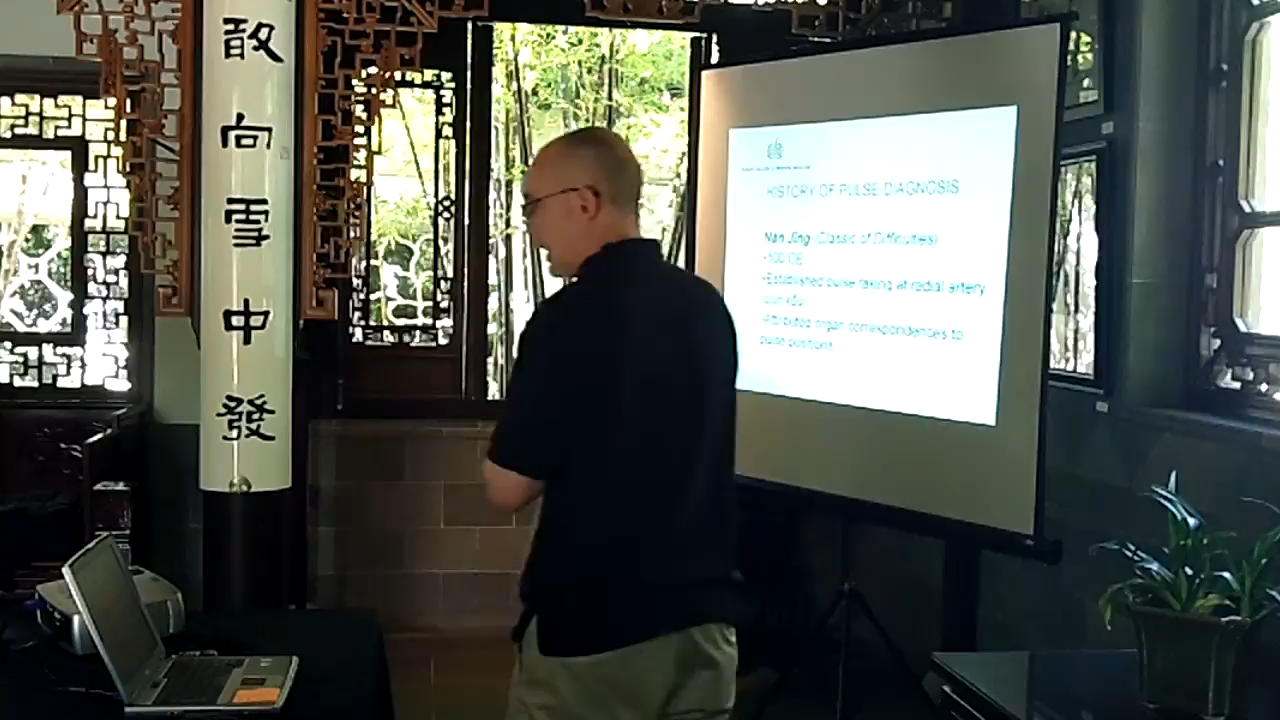 敢
向
雪
中
發
HISTORY OF PULSE DIAGNOSIS
Nan Jing (Classic of Difficulties)
-100 CE
-Established pulse taking at radial artery
-Attributed organ correspondences to
pulse positions